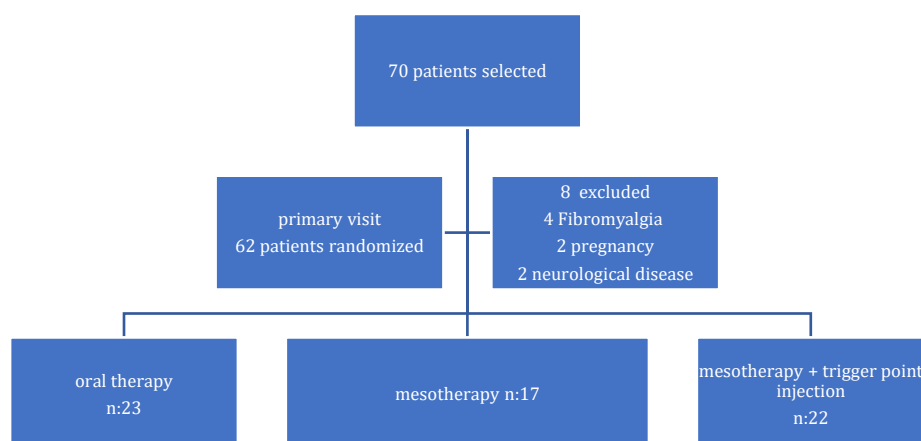 70 patients selected
primary visit
62 patients randomized
8 excluded
4 Fibromyalgia
2 pregnancy
2 neurological disease
oral therapy
n:23
mesotherapy n:17
mesotherapy + trigger point
injection
n:22